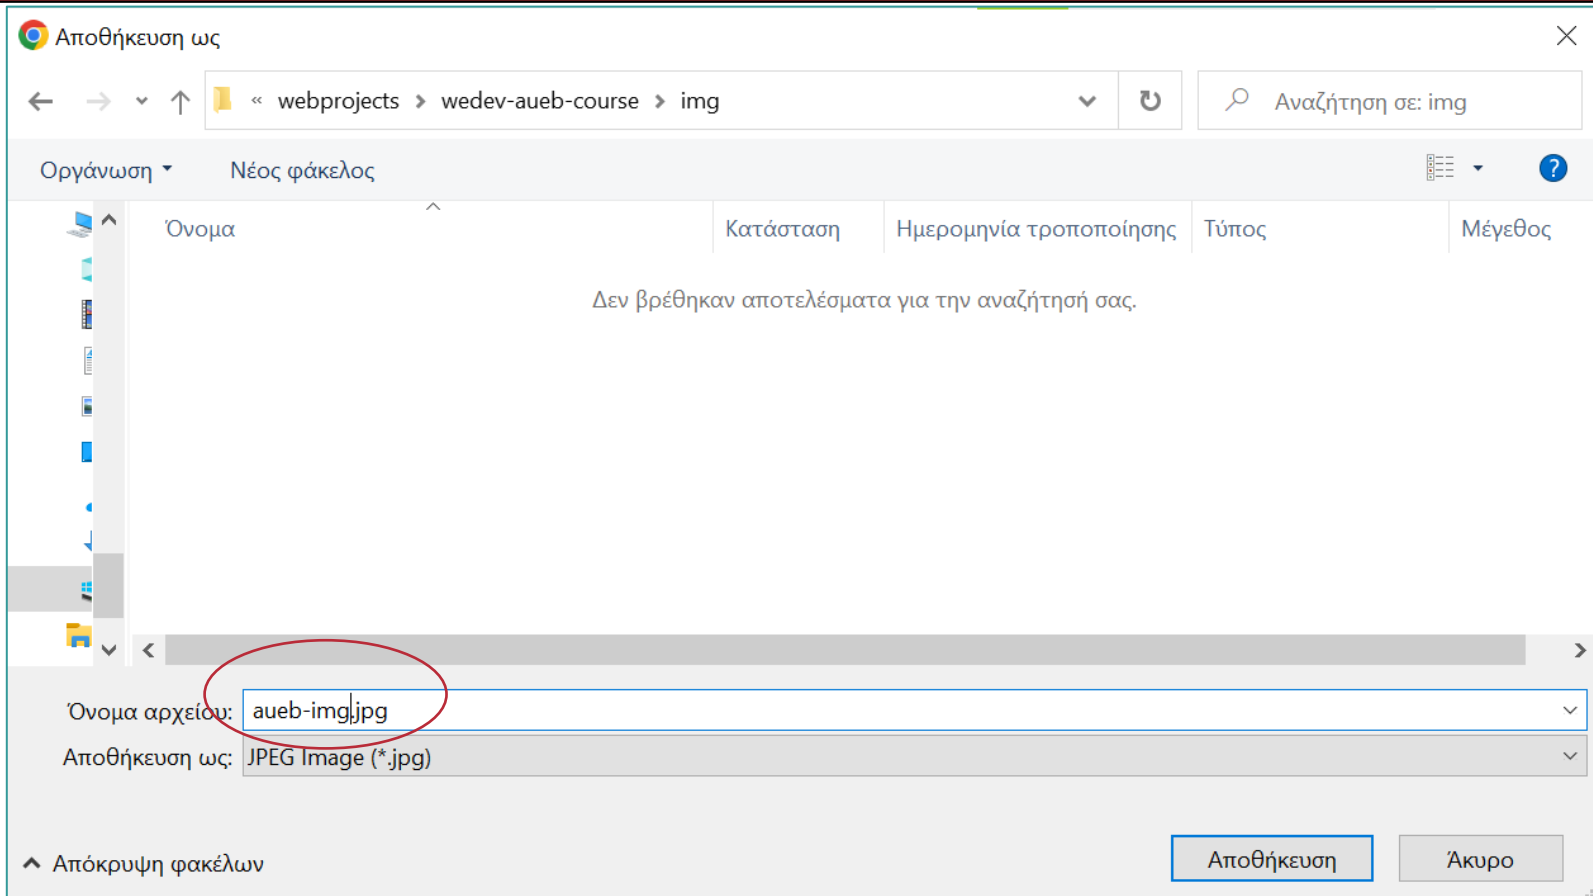 Αποθήκευση ως
« webprojects > wedev-aueb-course > img
Αναζήτηση σε: img
Οργάνωση Νέος φάκελος
?
Όνομα Κατάσταση Ημερομηνία τροποποίησης Τύπος Μέγεθος
Δεν βρέθηκαν αποτελέσματα για την αναζήτησή σας.
Όνομα αρχείου: aueb-img.jpg
Αποθήκευση ως: JPEG Image (*.jpg)
Απόκρυψη φακέλων
Αποθήκευση Άκυρο